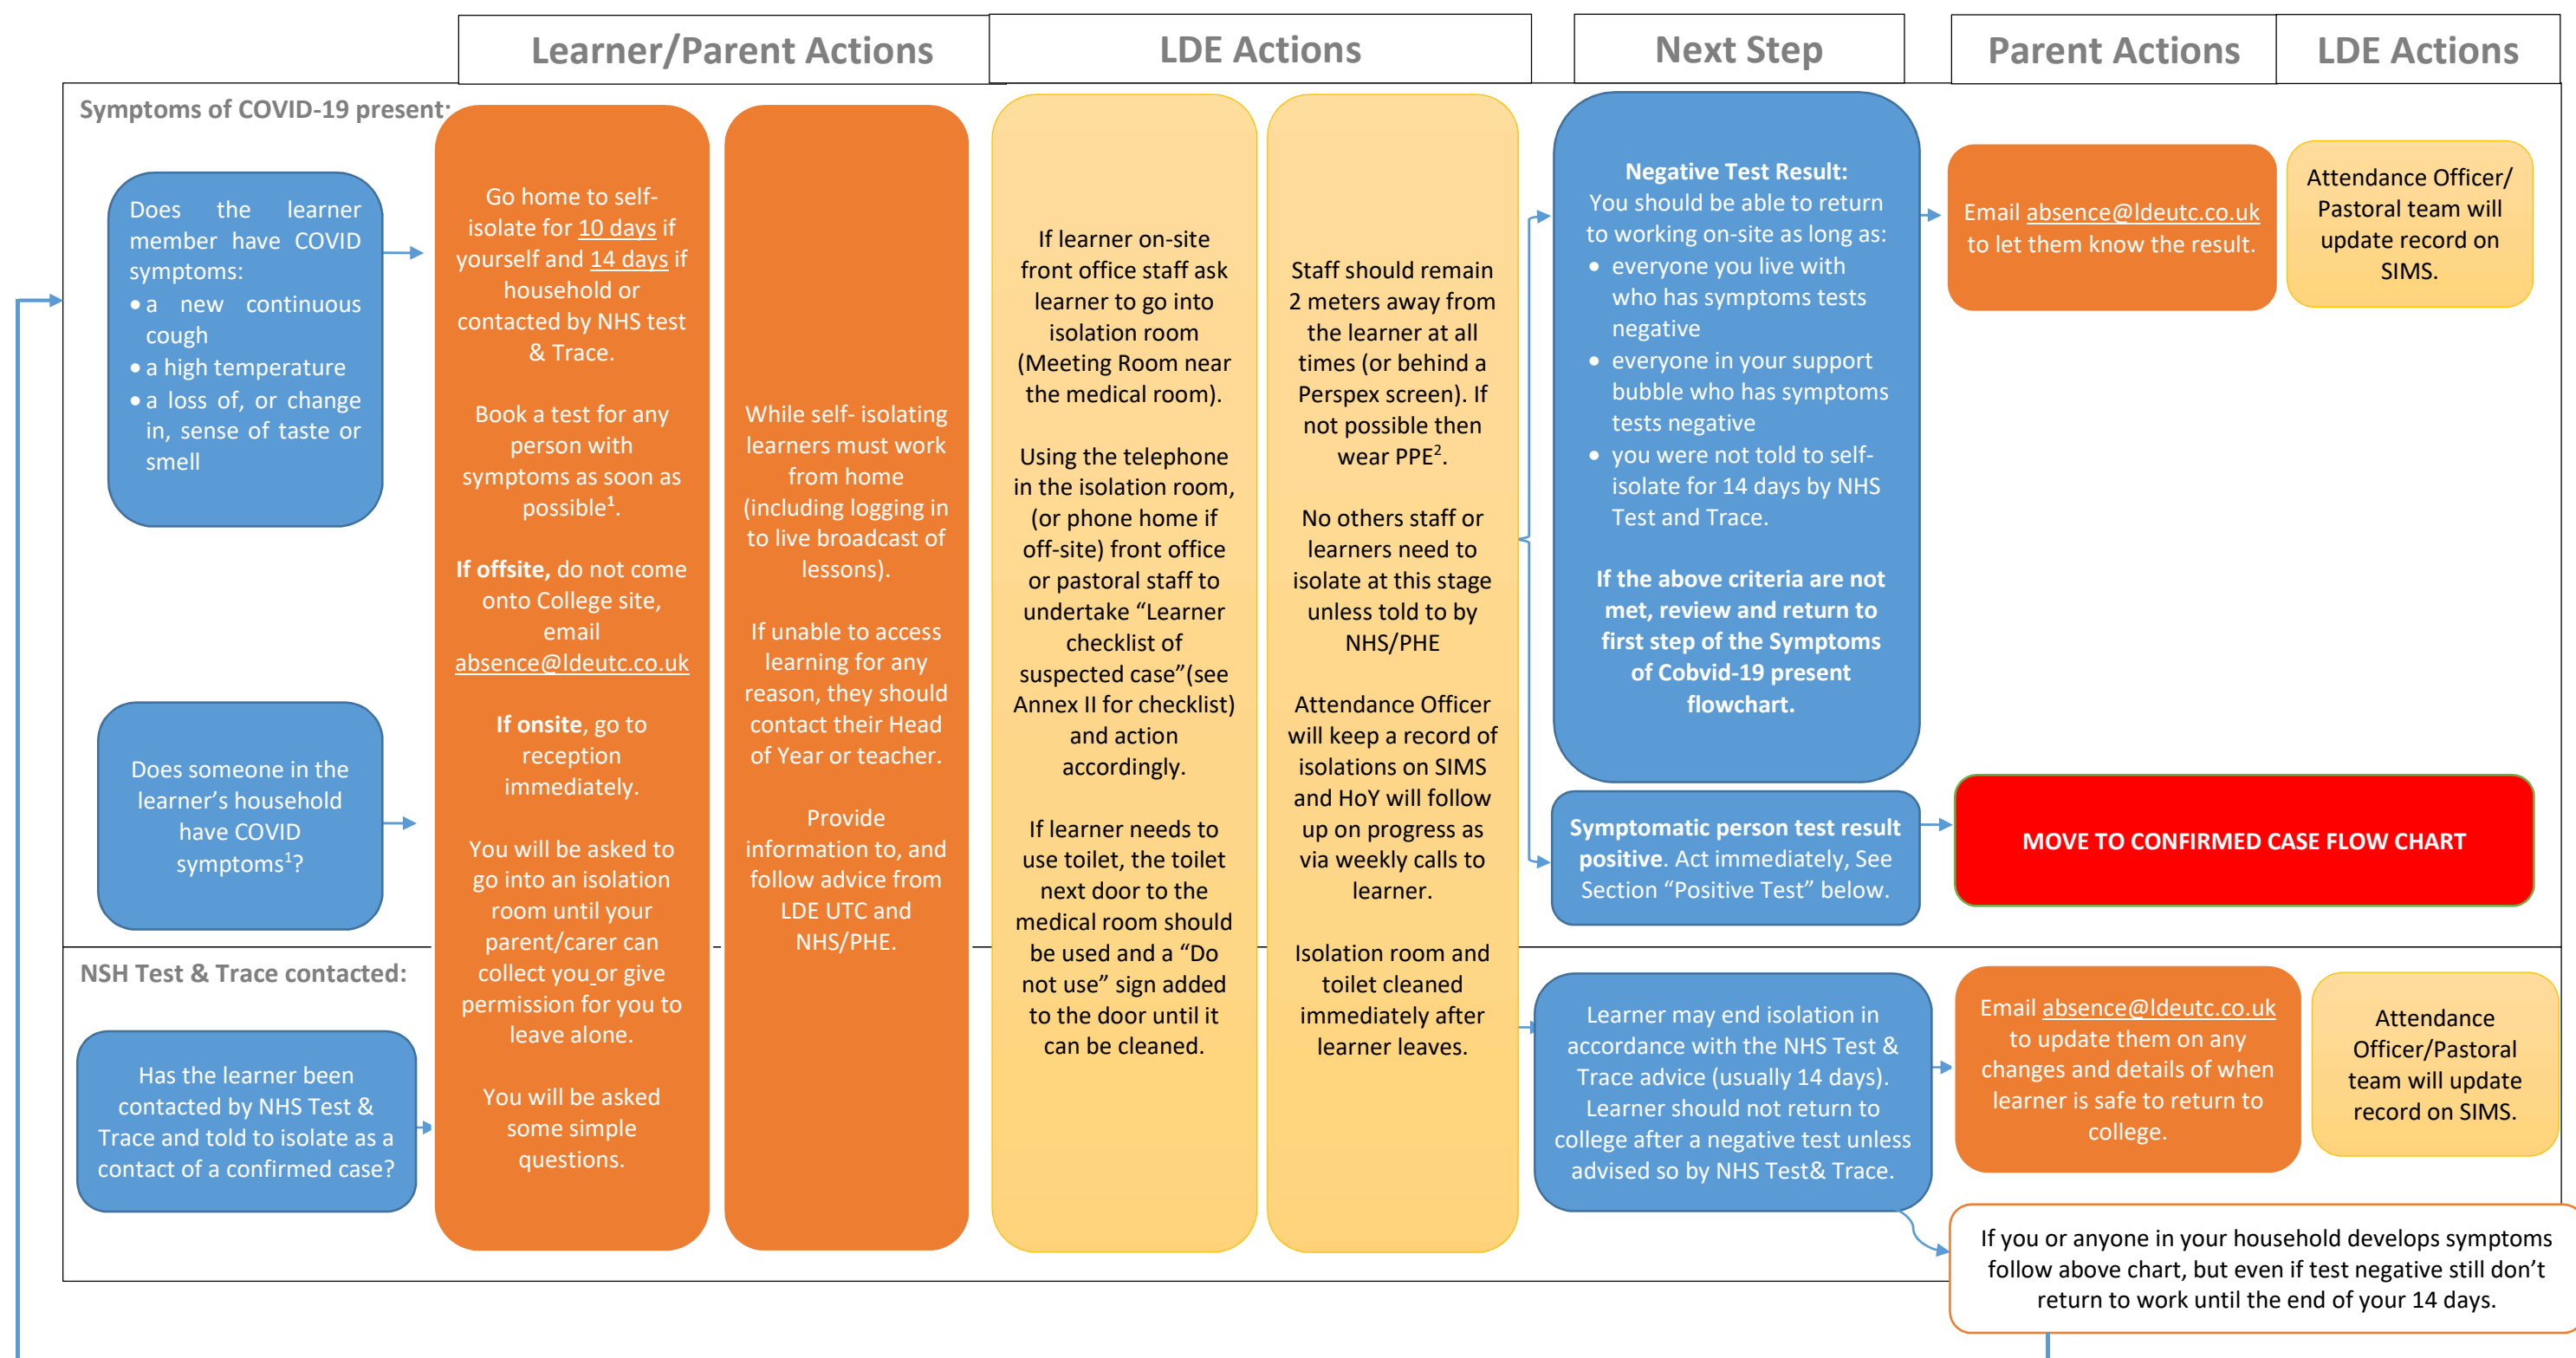 Learner/Parent Actions
LDE Actions
Next Step
Parent Actions
LDE Actions
Symptoms of COVID-19 present:
Does the learner
member have COVID
symptoms:
• a new continuous
cough
• a high temperature
• a loss of, or change
in, sense of taste or
smell
Does someone in the
learner’s household
have COVID
symptoms¹?
Go home to self-
isolate for 10 days if
yourself and 14 days if
household or
contacted by NHS test
& Trace.
Book a test for any
person with
symptoms as soon as
possible¹.
If offsite, do not come
onto College site,
email
absence@ldeutc.co.uk
If onsite, go to
reception
immediately.
You will be asked to
go into an isolation
room until your
parent/carer can
collect you or give
permission for you to
leave alone.
You will be asked
some simple
questions.
While self- isolating
learners must work
from home
(including logging in
to live broadcast of
lessons).
If unable to access
learning for any
reason, they should
contact their Head
of Year or teacher.
Provide
information to, and
follow advice from
LDE UTC and
NHS/PHE.
If learner on-site
front office staff ask
learner to go into
isolation room
(Meeting Room near
the medical room).
Using the telephone
in the isolation room,
(or phone home if
off-site) front office
or pastoral staff to
undertake “Learner
checklist of
suspected case”(see
Annex II for checklist)
and action
accordingly.
If learner needs to
use toilet, the toilet
next door to the
medical room should
be used and a “Do
not use” sign added
to the door until it
can be cleaned.
Staff should remain
2 meters away from
the learner at all
times (or behind a
Perspex screen). If
not possible then
wear PPE².
No others staff or
learners need to
isolate at this stage
unless told to by
NHS/PHE
Attendance Officer
will keep a record of
isolations on SIMS
and HoY will follow
up on progress as
via weekly calls to
learner.
Isolation room and
toilet cleaned
immediately after
learner leaves.
Negative Test Result:
You should be able to return
to working on-site as long as:
• everyone you live with
who has symptoms tests
negative
• everyone in your support
bubble who has symptoms
tests negative
• you were not told to self-
isolate for 14 days by NHS
Test and Trace.
If the above criteria are not
met, review and return to
first step of the Symptoms
of Cobvid-19 present
flowchart.
Symptomatic person test result
positive. Act immediately, See
Section “Positive Test” below.
Email absence@ldeutc.co.uk
to let them know the result.
Attendance Officer/
Pastoral team will
update record on
SIMS.
MOVE TO CONFIRMED CASE FLOW CHART
NSH Test & Trace contacted:
Has the learner been
contacted by NHS Test &
Trace and told to isolate as a
contact of a confirmed case?
Learner may end isolation in
accordance with the NHS Test &
Trace advice (usually 14 days).
Learner should not return to
college after a negative test unless
advised so by NHS Test& Trace.
Email absence@ldeutc.co.uk
to update them on any
changes and details of when
learner is safe to return to
college.
Attendance
Officer/Pastoral
team will update
record on SIMS.
If you or anyone in your household develops symptoms
follow above chart, but even if test negative still don’t
return to work until the end of your 14 days.